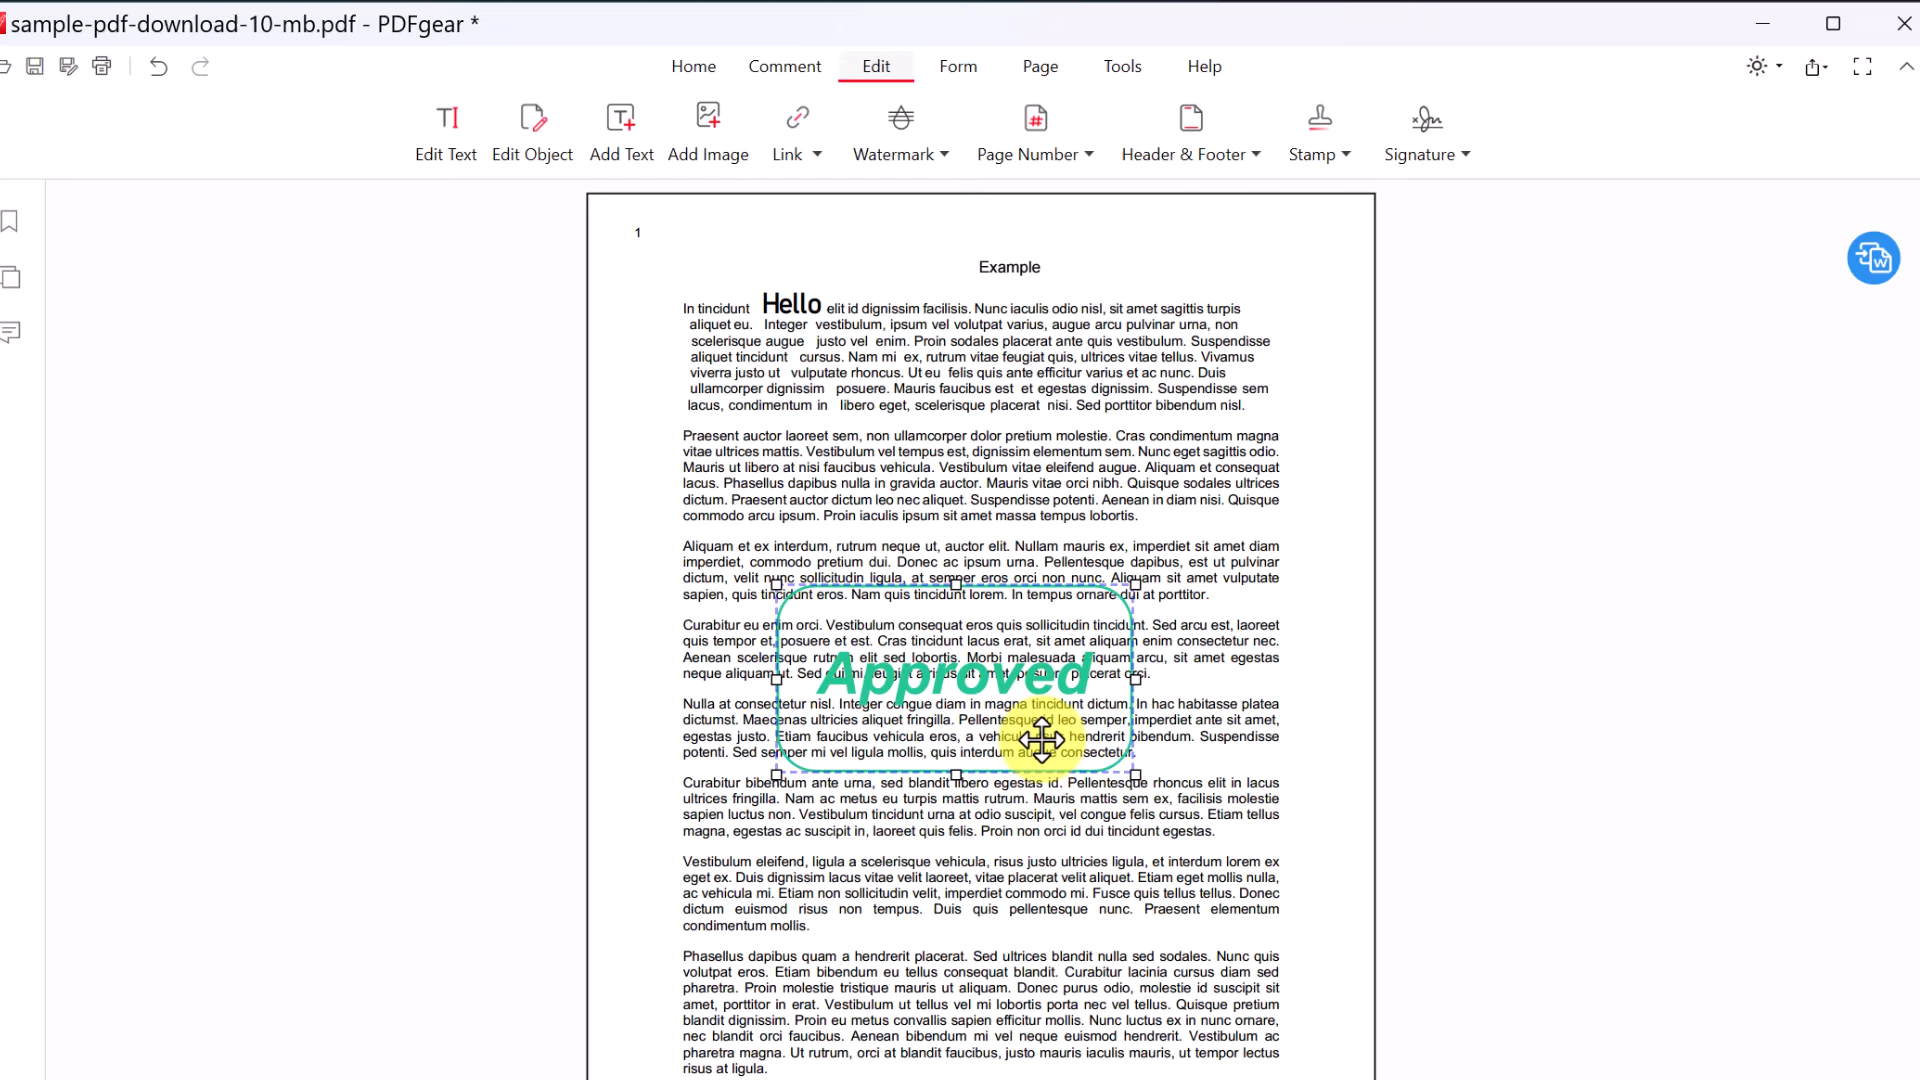 sample-pdf-download-10-mb.pdf - PDFgear *
Home Comment Edit Form Page Tools Help
Edit Text Edit Object Add Text Add Image Link Watermark Page Number Header & Footer Stamp Signature
1
Example
In tincidunt Hello elit id dignissim facilisis. Nunc iaculis odio nisl, sit amet sagittis turpis
aliquet eu. Integer vestibulum, ipsum vel volutpat varius, augue arcu pulvinar urna, non
scelerisque augue justo vel enim. Proin sodales placerat ante quis vestibulum. Suspendisse
aliquet tincidunt cursus. Nam mi ex, rutrum vitae feugiat quis, ultrices vitae tellus. Vivamus
viverra justo ut vulputate rhoncus. Ut eu felis quis ante efficitur varius et ac nunc. Duis
ullamcorper dignissim posuere. Mauris faucibus est et egestas dignissim. Suspendisse sem
lacus, condimentum in libero eget, scelerisque placerat nisi. Sed porttitor bibendum nisl.
Praesent auctor laoreet sem, non ullamcorper dolor pretium molestie. Cras condimentum magna
vitae ultrices mattis. Vestibulum vel tempus est, dignissim elementum sem. Nunc eget sagittis odio.
Mauris ut libero at nisi faucibus vehicula. Vestibulum vitae eleifend augue. Aliquam et consequat
lacus. Phasellus dapibus nulla in gravida auctor. Mauris vitae orci nibh. Quisque sodales ultrices
dictum. Praesent auctor dictum leo nec aliquet. Suspendisse potenti. Aenean in diam nisi. Quisque
commodo arcu ipsum. Proin iaculis ipsum sit amet massa tempus lobortis.
Aliquam et ex interdum, rutrum neque ut, auctor elit. Nullam mauris ex, imperdiet sit amet diam
imperdiet, commodo pretium dui. Donec ac ipsum urna. Pellentesque dapibus, est ut pulvinar
dictum, velit nunc sollicitudin ligula, at semper eros orci non nunc. Aliquam sit amet vulputate
sapien, quis tincidunt eros. Nam quis tincidunt lorem. In tempus ornare dui at porttitor.
Curabitur eu enim orci. Vestibulum consequat eros quis sollicitudin tincidunt. Sed arcu est, laoreet
quis tempor et, posuere et est. Cras tincidunt lacus erat, sit amet aliquam enim consectetur nec.
Aenean scelerisque rutrum elit sed lobortis. Morbi malesuada aliquam arcu, sit amet egestas
neque aliquam ut. Sed dui mi feugiat a risus sit amet, posuere placerat orci.
Approved
Nulla at consectetur nisl. Integer congue diam in magna tincidunt dictum. In hac habitasse platea
dictumst. Maecenas ultricies aliquet fringilla. Pellentesque leo semper, imperdiet ante sit amet,
egestas justo. Etiam faucibus vehicula eros, a hendrerit bibendum. Suspendisse
potenti. Sed semper mi vel ligula mollis, quis interdum augue consectetur.
Curabitur bibendum ante urna, sed blandit libero egestas id. Pellentesque rhoncus elit in lacus
ultrices fringilla. Nam ac metus eu turpis mattis rutrum. Mauris mattis sem ex, facilisis molestie
sapien luctus non. Vestibulum tincidunt urna at odio suscipit, vel congue felis cursus. Etiam tellus
magna, egestas ac suscipit in, laoreet quis felis. Proin non orci id dui tincidunt egestas.
Vestibulum eleifend, ligula a scelerisque vehicula, risus justo ultricies ligula, et interdum lorem ex
eget ex. Duis dignissim lacus vitae velit laoreet, vitae placerat velit aliquet. Etiam eget mollis nulla,
ac vehicula mi. Etiam non sollicitudin velit, imperdiet commodo mi. Fusce quis tellus tellus. Donec
dictum euismod risus non tempus. Duis quis pellentesque nunc. Praesent elementum
condimentum mollis.
Phasellus dapibus quam a hendrerit placerat. Sed ultrices blandit nulla sed sodales. Nunc quis
volutpat eros. Etiam bibendum eu tellus consequat blandit. Curabitur lacinia cursus diam sed
pharetra. Proin molestie tristique mauris ut aliquam. Donec purus odio, molestie id suscipit sit
amet, porttitor in erat. Vestibulum ut tellus vel mi lobortis porta nec vel tellus. Quisque pretium
blandit dignissim. Proin eu metus convallis sapien efficitur mollis. Nunc luctus ex in nunc ornare,
nec blandit orci faucibus. Aenean bibendum mi vel neque euismod hendrerit. Vestibulum ac
pharetra magna. Ut rutrum, orci at blandit faucibus, justo mauris iaculis mauris, ut tempor lectus
risus at ligula.